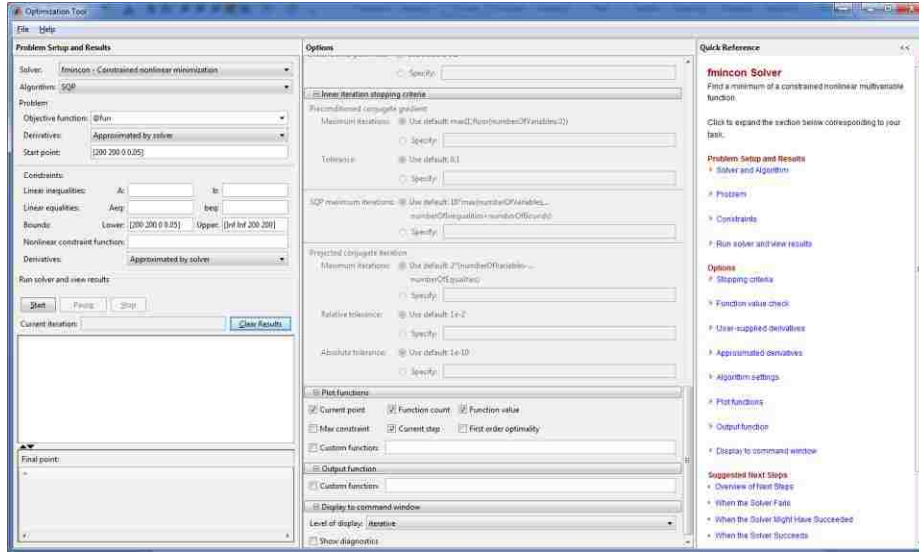 Optimization Tool
File Help
Problem Setup and Results
Solver: fmincon - Constrained nonlinear minimization
Algorithm: SQP
Problem
Objective function: @fun
Derivatives: Approximated by solver
Start point: [200 200 0 0.05]
Constraints:
Linear inequalities: A: b:
Linear equalities: Aeq: beq:
Bounds: Lower: [200 200 0 0.05] Upper: [Inf Inf 200 200]
Nonlinear constraint function:
Derivatives: Approximated by solver
Run solver and view results
Start Pause Stop
Current iteration: Clear Results
Final point:
Options
Specify:
Inner iteration stopping criteria
Preconditioned conjugate gradient
Maximum iterations: Use default: max(1,floor(numberOfVariables/2))
Specify:
Tolerance: Use default: 0.1
Specify:
SQP maximum iterations: Use default: 10*max(numberOfVariables,...
numberOfInequalities+numberOfBounds)
Specify:
Projected conjugate iteration
Maximum iterations: Use default: 2*(numberOfVariables-...
numberOfEqualities)
Specify:
Relative tolerance: Use default: 1e-2
Specify:
Absolute tolerance: Use default: 1e-10
Specify:
Plot functions
Current point Function count Function value
Max constraint Current step First order optimality
Custom function:
Output function
Custom function:
Display to command window
Level of display: iterative
Show diagnostics
Quick Reference <<
fmincon Solver
Find a minimum of a constrained nonlinear multivariable
function.
Click to expand the section below corresponding to your
task.
Problem Setup and Results
Solver and Algorithm
Problem
Constraints
Run solver and view results
Options
Stopping criteria
Function value check
User-supplied derivatives
Approximated derivatives
Algorithm settings
Plot functions
Output function
Display to command window
Suggested Next Steps
Overview of Next Steps
When the Solver Fails
When the Solver Might Have Succeeded
When the Solver Succeeds